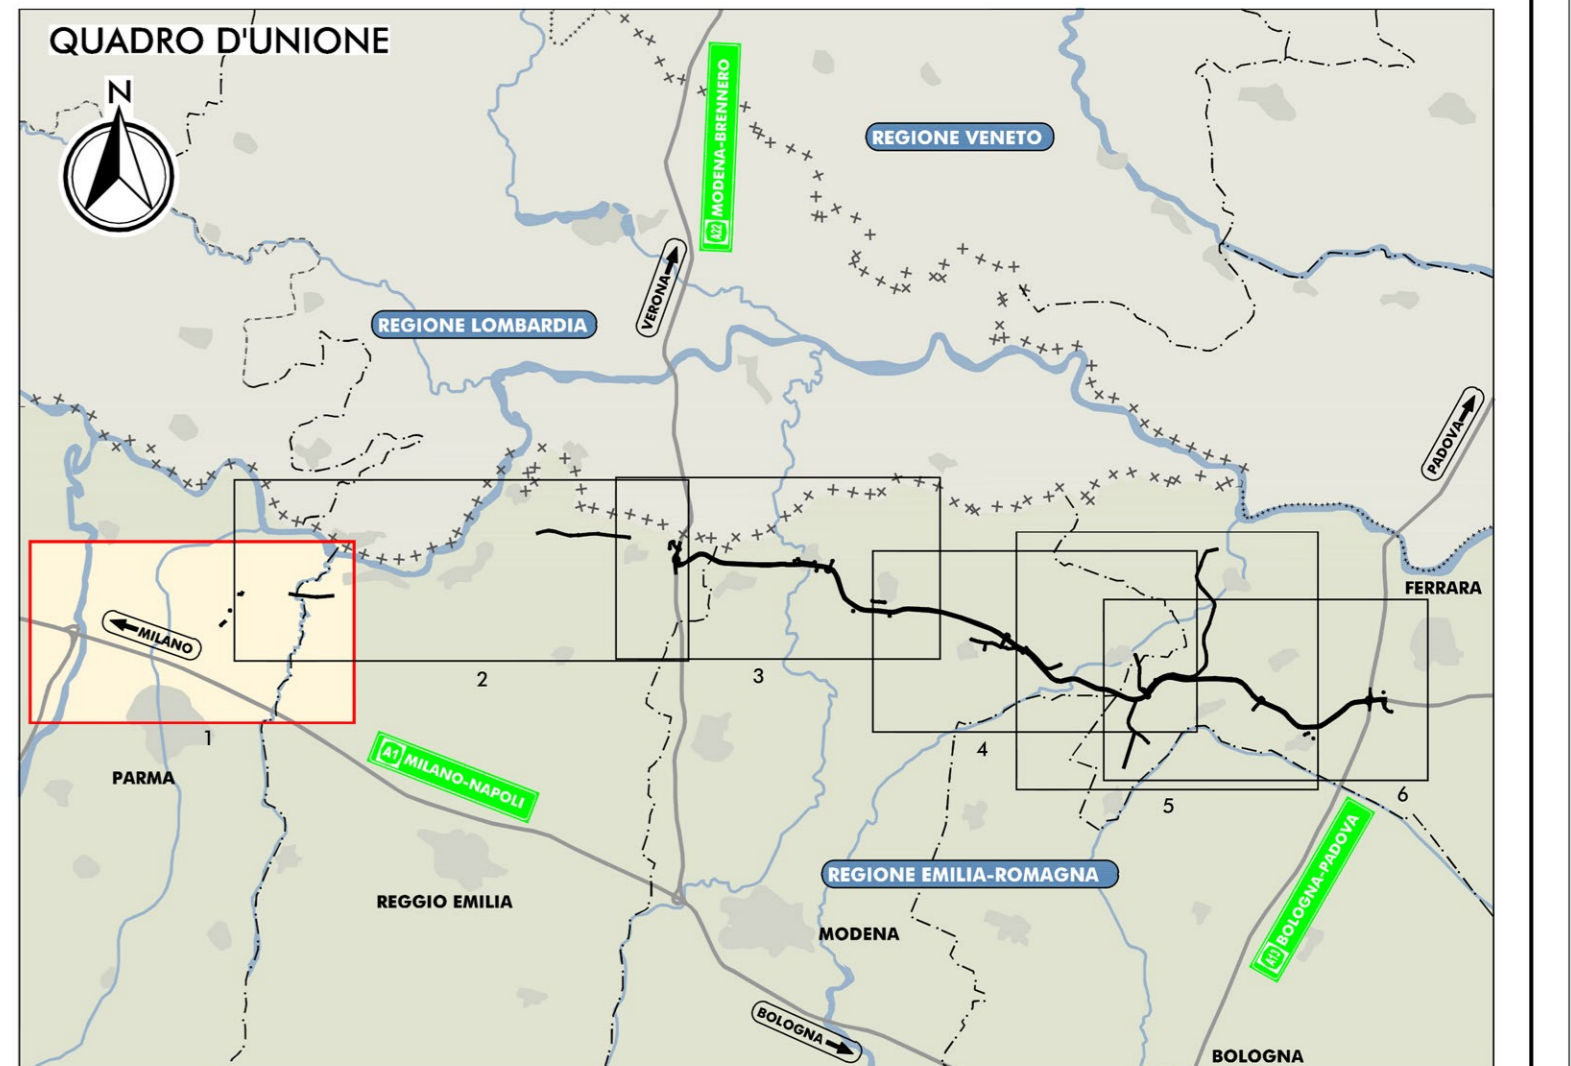 QUADRO D'UNIONE
N
A22 MODENA-BRENNERO
REGIONE VENETO
VERONA
REGIONE LOMBARDIA
PADOVA
FERRARA
MILANO
2
3
1
4
PARMA
A1 MILANO-NAPOLI
5
6
REGIONE EMILIA-ROMAGNA
A13 BOLOGNA-PADOVA
REGGIO EMILIA
MODENA
BOLOGNA
BOLOGNA